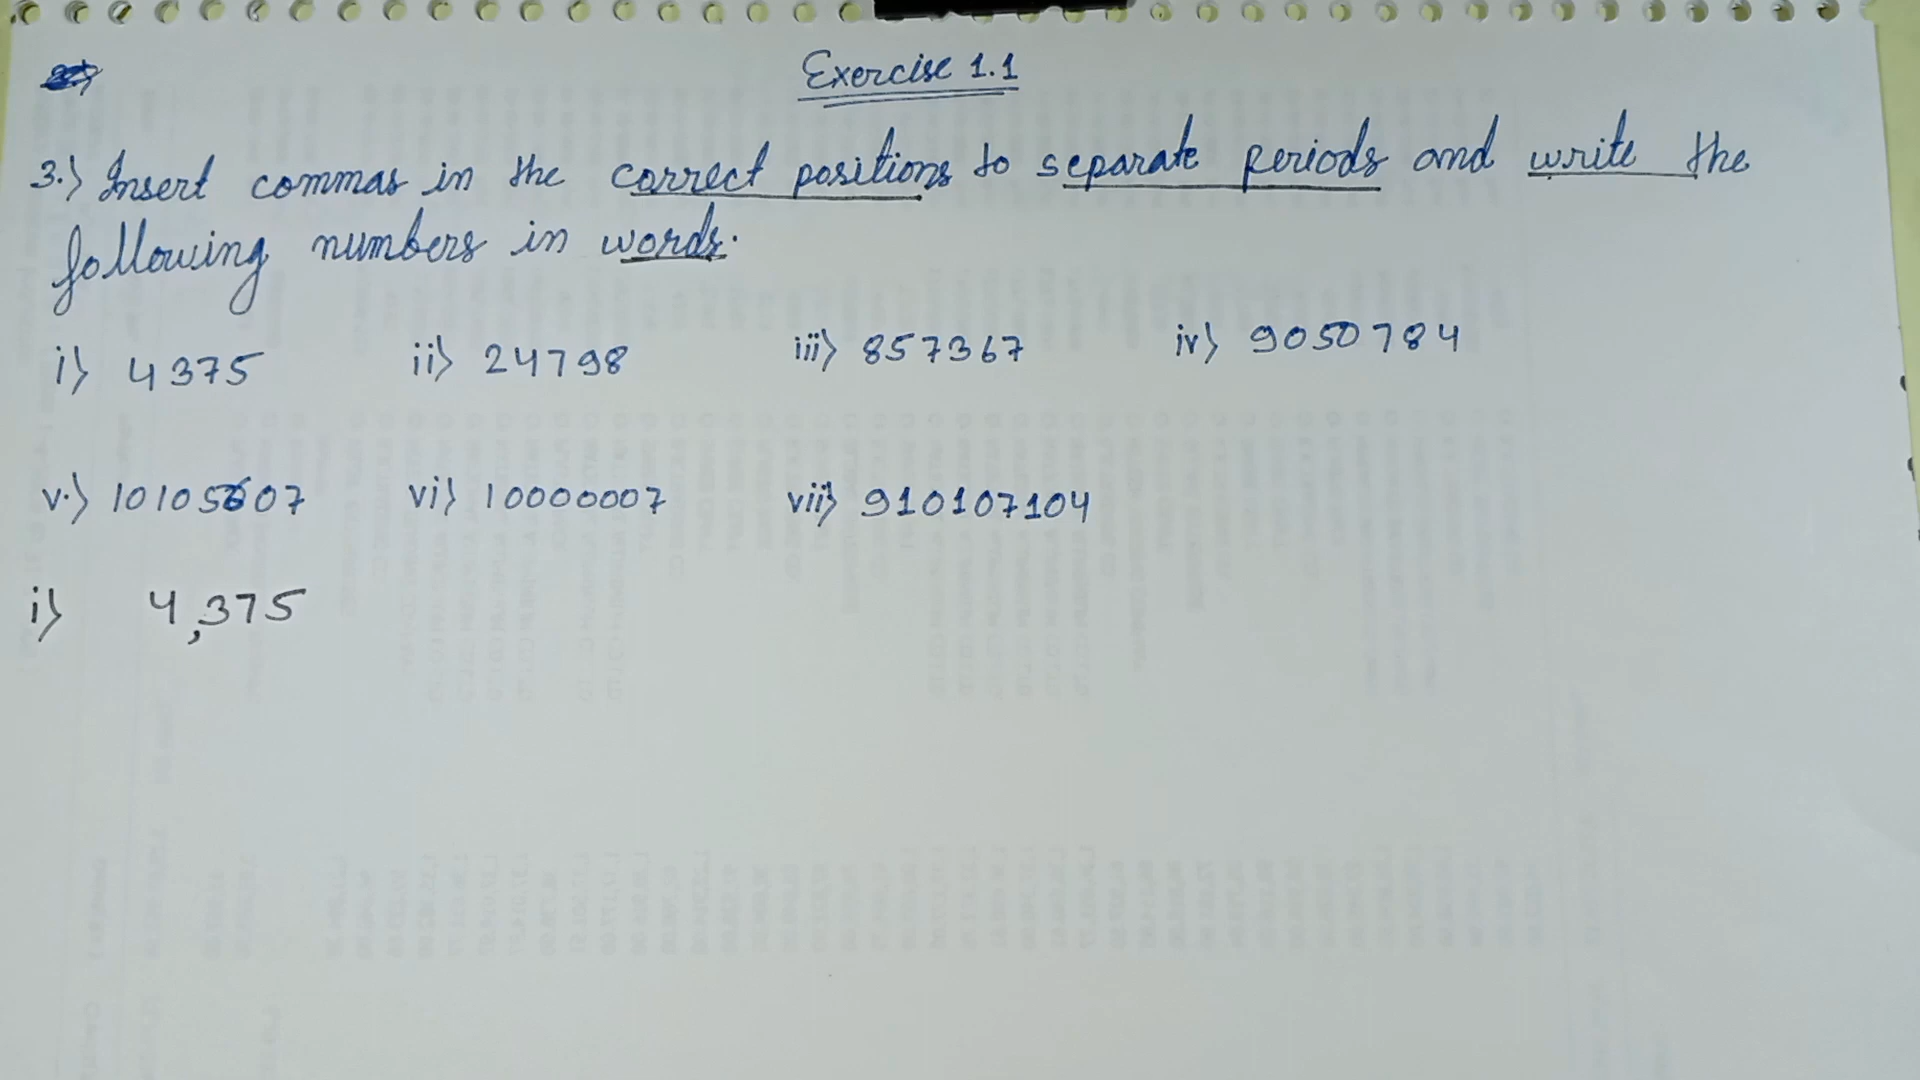 Exercise 1.1
3.) Insert commas in the correct positions to separate periods and write the
following numbers in words.
i) 4375 ii) 24798 iii) 857367 iv) 9050784
v.) 10105607 vi) 10000007 vii) 910107104
i) 4,375